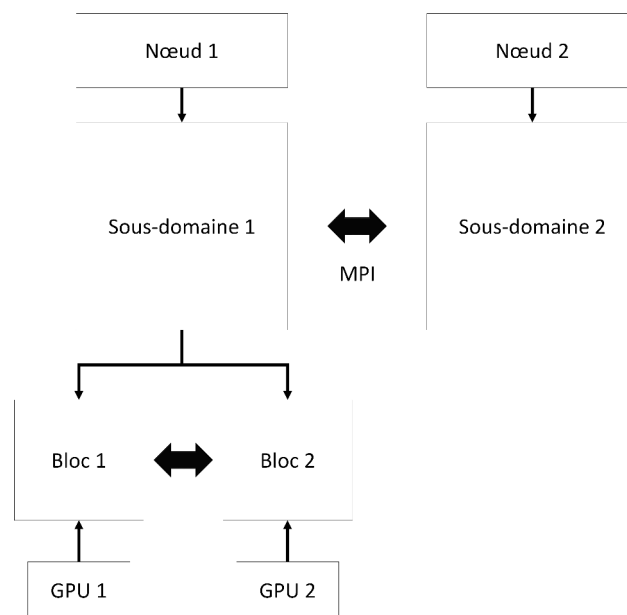 Nœud 1
Nœud 2
Sous-domaine 1
Sous-domaine 2
MPI
Bloc 1
Bloc 2
GPU 1
GPU 2